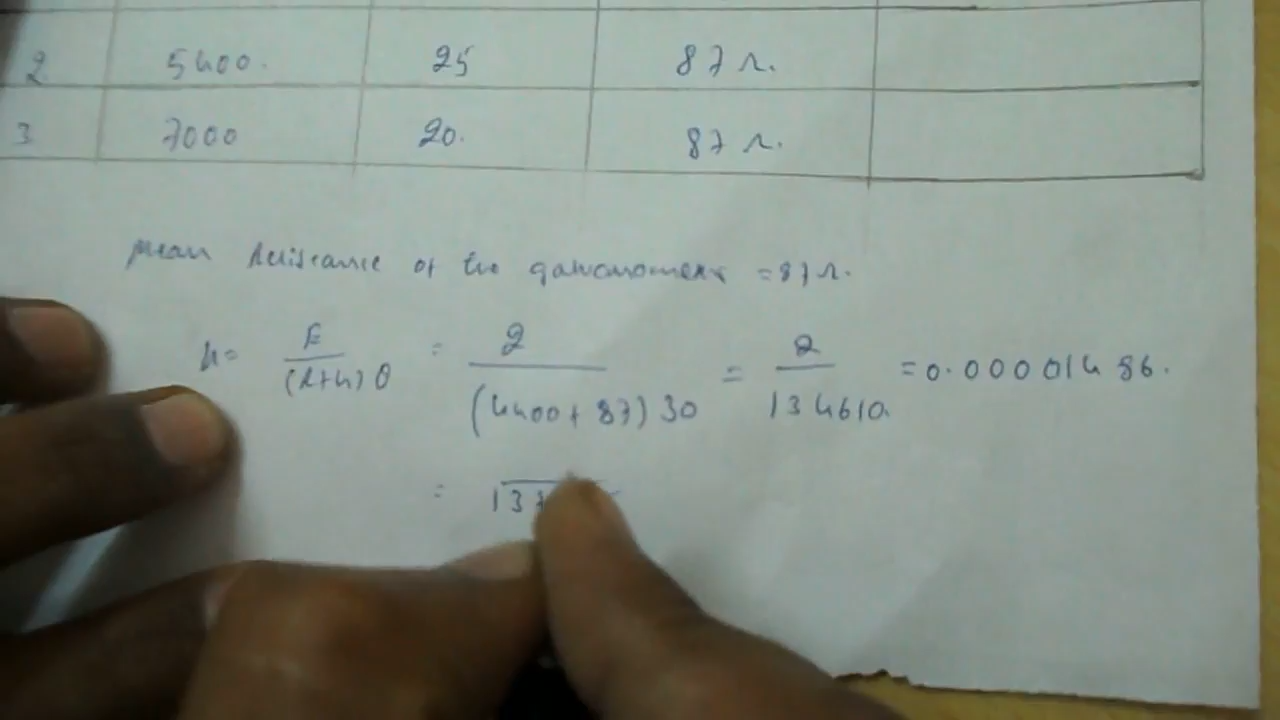 2 5400. 25 87 Ω.
3 7000 20. 87 Ω.
mean Resistance of the galvanometer = 87 Ω.
k = E / (R+G) θ = 2 / (4400 + 87) 30 = 2 / 134610 = 0.00001486.
= 137